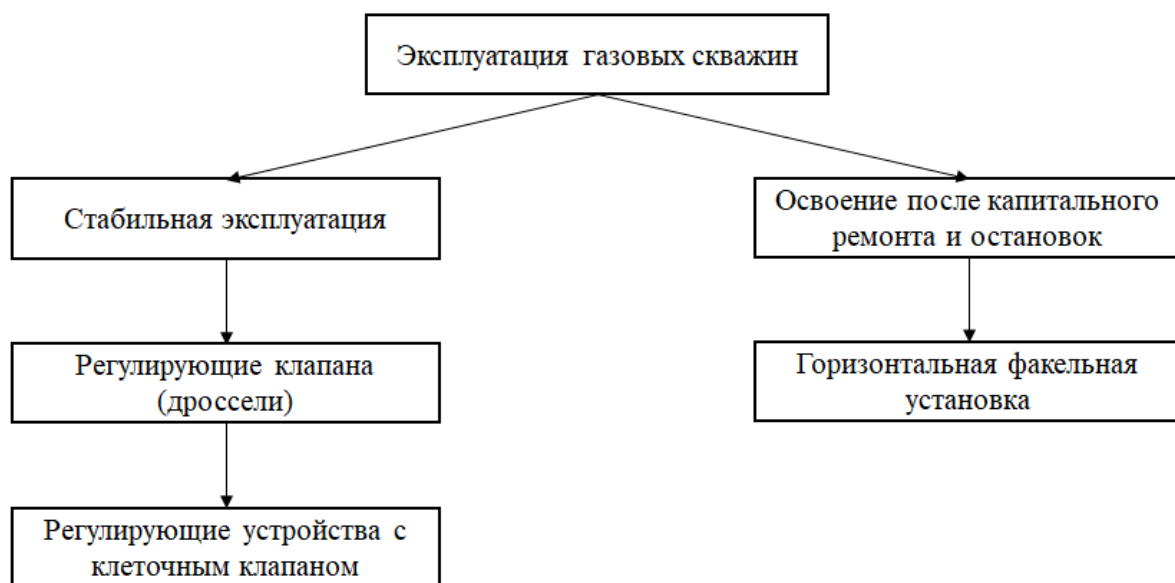 Эксплуатация газовых скважин
Стабильная эксплуатация
Освоение после капитального
ремонта и остановок
Регулирующие клапана
(дроссели)
Горизонтальная факельная
установка
Регулирующие устройства с
клеточным клапаном